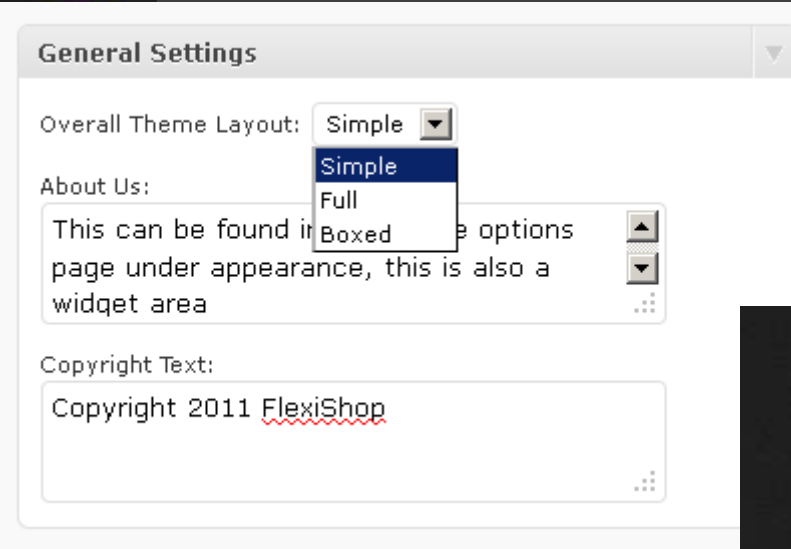 General Settings
Overall Theme Layout: Simple
Simple
Full
Boxed
About Us:
This can be found i e options
page under appearance, this is also a
widget area
Copyright Text:
Copyright 2011 FlexiShop